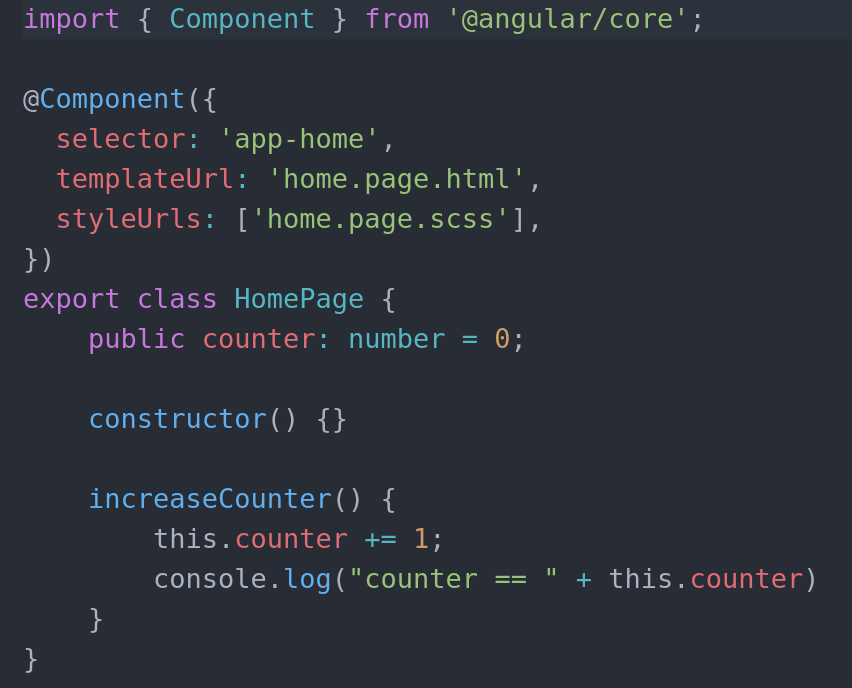 import { Component } from '@angular/core';

@Component({
  selector: 'app-home',
  templateUrl: 'home.page.html',
  styleUrls: ['home.page.scss'],
})
export class HomePage {
    public counter: number = 0;

    constructor() {}

    increaseCounter() {
        this.counter += 1;
        console.log("counter == " + this.counter)
    }
}